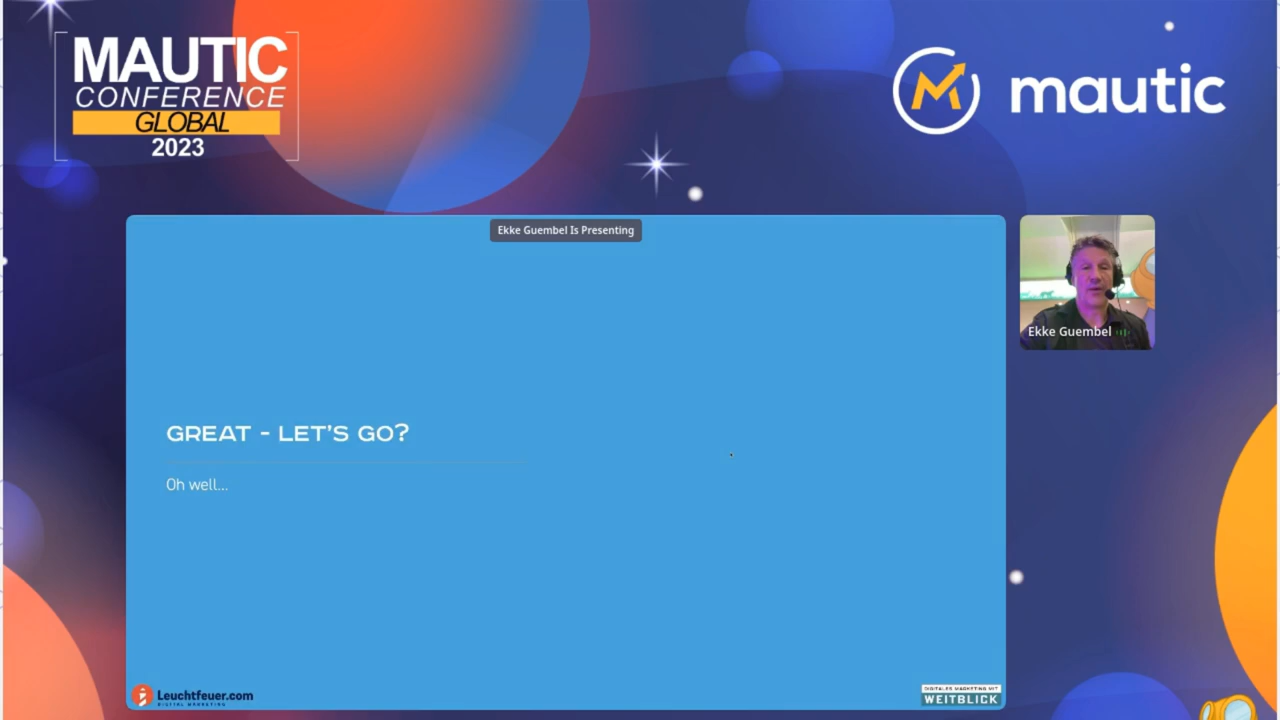 MAUTIC
CONFERENCE
GLOBAL
2023
mautic
Ekke Guembel Is Presenting
Ekke Guembel
GREAT - LET'S GO?
Oh well...
Leuchtfeuer.com
DIGITAL MARKETING
DIGITALES MARKETING MIT
WEITBLICK